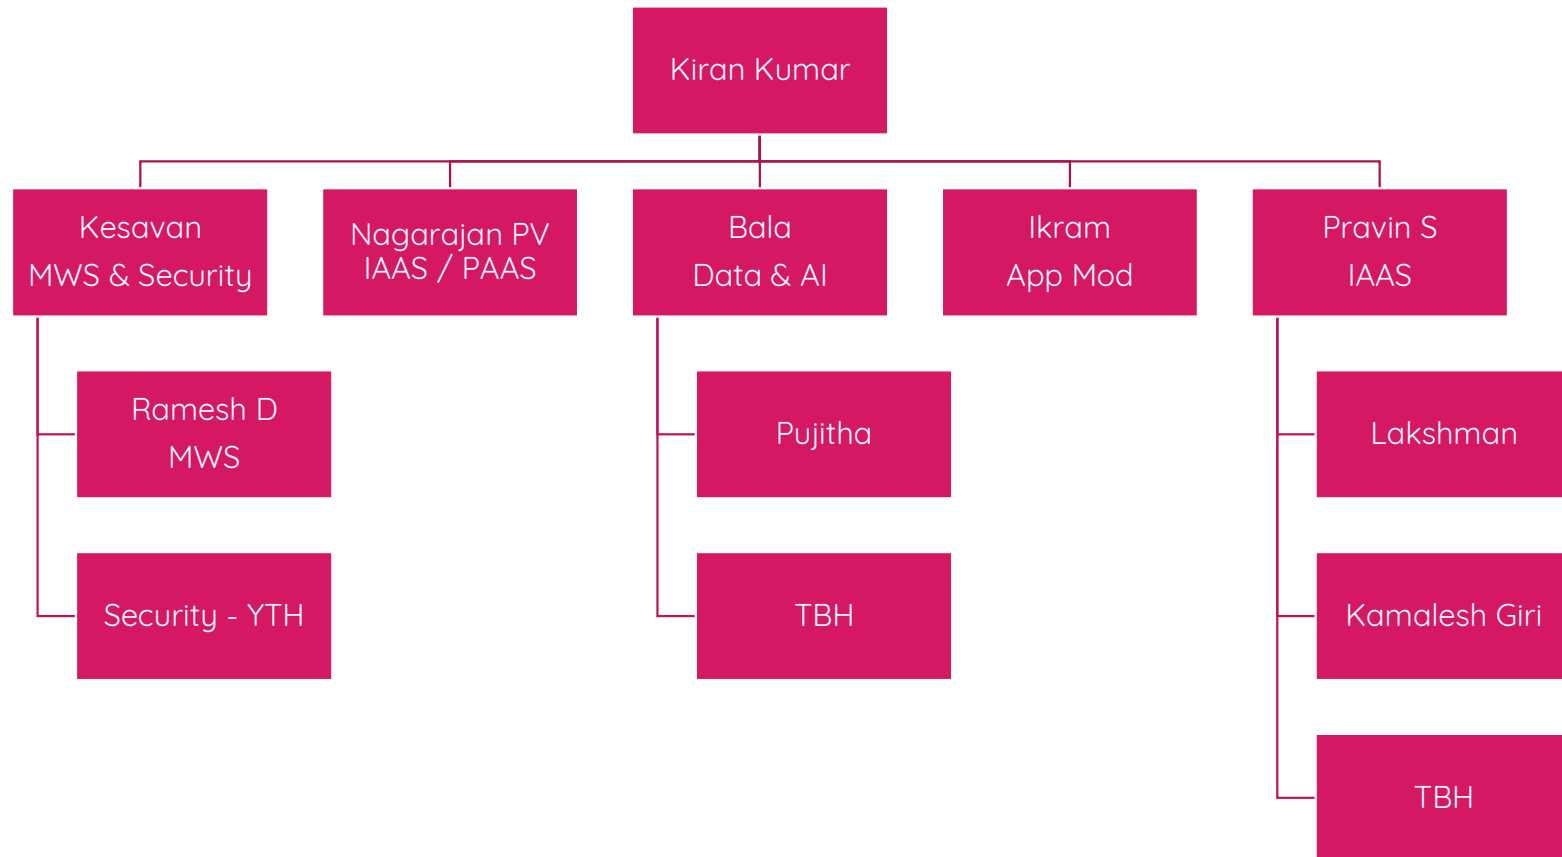 Kiran Kumar
Kesavan
MWS & Security
Nagarajan PV
IAAS / PAAS
Bala
Data & AI
Ikram
App Mod
Pravin S
IAAS
Ramesh D
MWS
Pujitha
Lakshman
Security - YTH
TBH
Kamalesh Giri
TBH